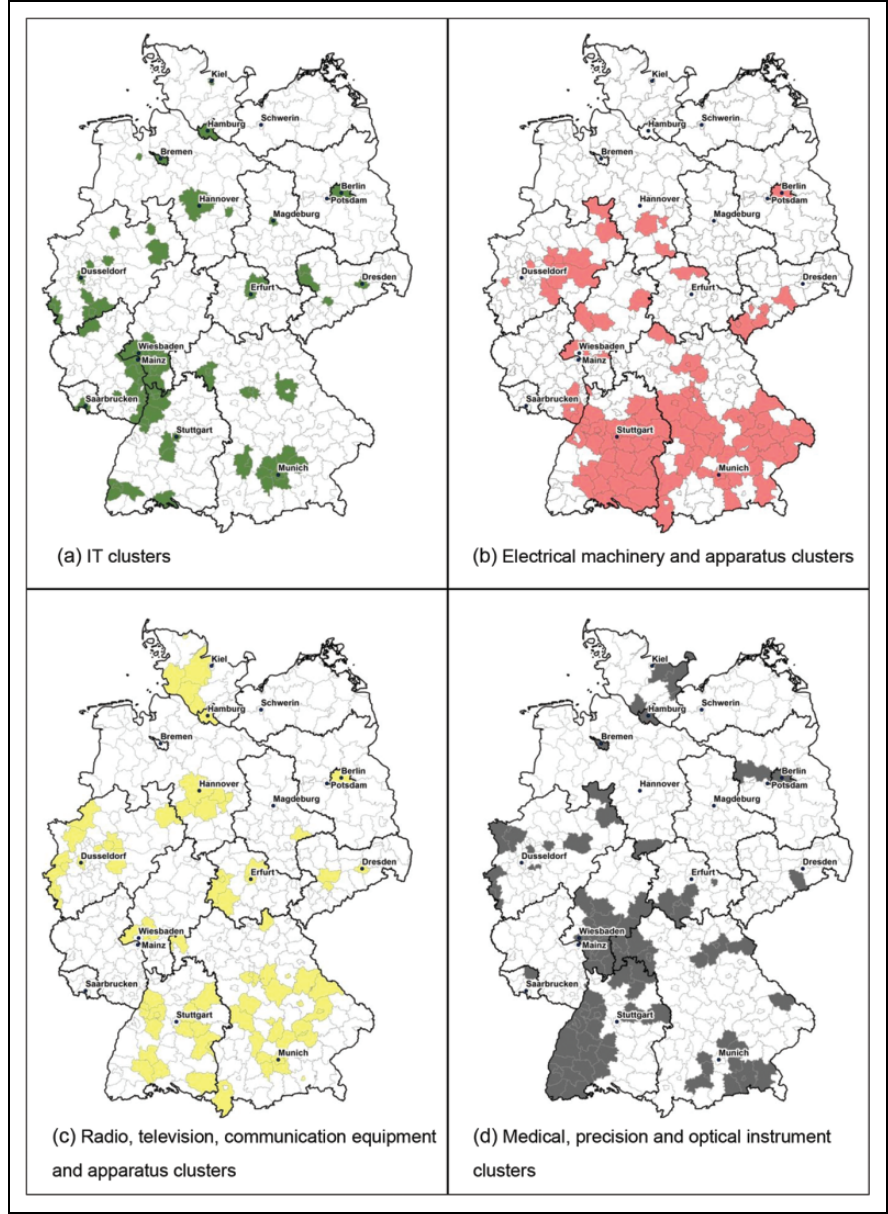 Kiel
Hamburg
Schwerin
Bremen
Berlin
Potsdam
Hannover
Magdeburg
Dusseldorf
Erfurt
Dresden
Wiesbaden
Mainz
Saarbrucken
Stuttgart
Munich
(a) IT clusters
Kiel
Hamburg
Schwerin
Bremen
Berlin
Potsdam
Hannover
Magdeburg
Dusseldorf
Erfurt
Dresden
Wiesbaden
Mainz
Saarbrucken
Stuttgart
Munich
(b) Electrical machinery and apparatus clusters
Kiel
Hamburg
Schwerin
Bremen
Berlin
Potsdam
Hannover
Magdeburg
Dusseldorf
Erfurt
Dresden
Wiesbaden
Mainz
Saarbrucken
Stuttgart
Munich
(c) Radio, television, communication equipment
and apparatus clusters
Kiel
Hamburg
Schwerin
Bremen
Berlin
Potsdam
Hannover
Magdeburg
Dusseldorf
Erfurt
Dresden
Wiesbaden
Mainz
Saarbrucken
Stuttgart
Munich
(d) Medical, precision and optical instrument
clusters